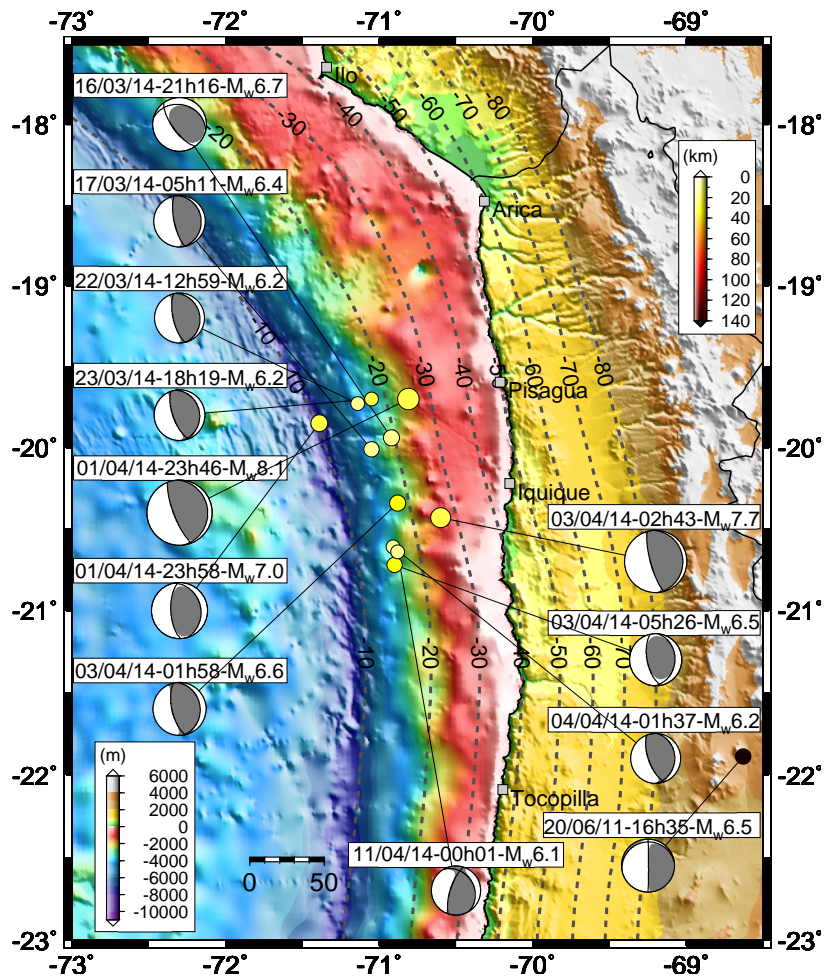 -73 -72 -71 -70 -69
Ilo
-50 -60 -70 -80
-40
-30
-20
16/03/14-21h16-Mw6.7
-18 -18
(km)
0
20
40
60
80
100
120
140
17/03/14-05h11-Mw6.4
Arica
22/03/14-12h59-Mw6.2
-19 -19
-10
-10 -20 -30 -40 -50 -60 -70 -80
23/03/14-18h19-Mw6.2
Pisagua
-20 -20
01/04/14-23h46-Mw8.1
Iquique
03/04/14-02h43-Mw7.7
01/04/14-23h58-Mw7.0
-21 -21
03/04/14-05h26-Mw6.5
-10 -20 -30 -40 -50 -60 -70
03/04/14-01h58-Mw6.6
04/04/14-01h37-Mw6.2
(m)
6000
4000
2000
0
-2000
-4000
-6000
-8000
-10000
-22 -22
Tocopilla
20/06/11-16h35-Mw6.5
11/04/14-00h01-Mw6.1
0 50
-23 -23
-73 -72 -71 -70 -69